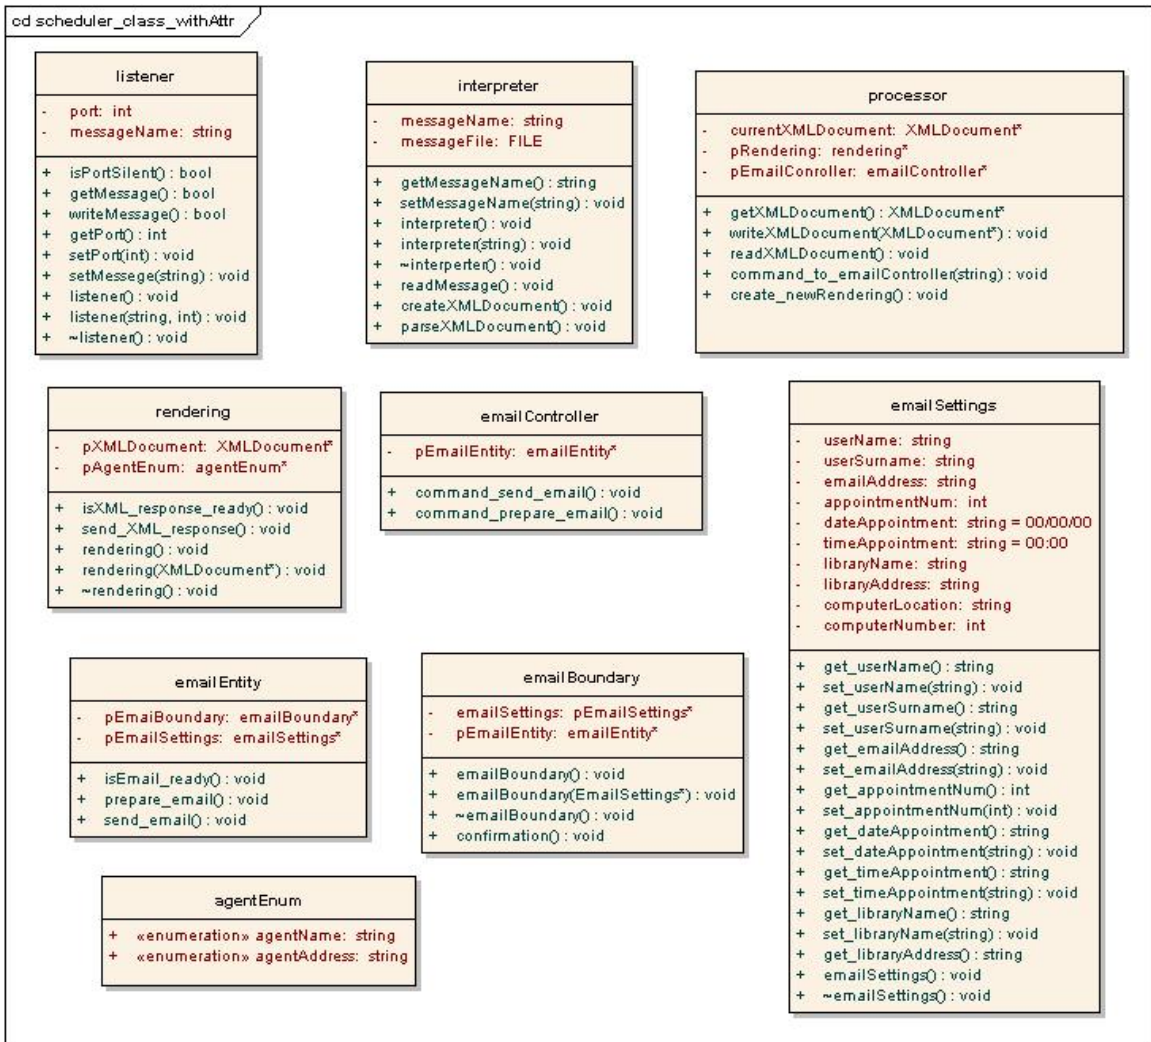 cd scheduler_class_withAttr
listener
- port: int
- messageName: string
+ isPortSilent() : bool
+ getMessage() : bool
+ writeMessage() : bool
+ getPort() : int
+ setPort(int) : void
+ setMessege(string) : void
+ listener() : void
+ listener(string, int) : void
+ ~listener() : void
interpreter
- messageName: string
- messageFile: FILE
+ getMessageName() : string
+ setMessageName(string) : void
+ interpreter() : void
+ interpreter(string) : void
+ ~interperter() : void
+ readMessage() : void
+ createXMLDocument() : void
+ parseXMLDocument() : void
processor
- currentXMLDocument: XMLDocument*
- pRendering: rendering*
- pEmailConroller: emailController*
+ getXMLDocument() : XMLDocument*
+ writeXMLDocument(XMLDocument*) : void
+ readXMLDocument() : void
+ command_to_emailController(string) : void
+ create_newRendering() : void
rendering
- pXMLDocument: XMLDocument*
- pAgentEnum: agentEnum*
+ isXML_response_ready() : void
+ send_XML_response() : void
+ rendering() : void
+ rendering(XMLDocument*) : void
+ ~rendering() : void
emailController
- pEmailEntity: emailEntity*
+ command_send_email() : void
+ command_prepare_email() : void
emailSettings
- userName: string
- userSurname: string
- emailAddress: string
- appointmentNum: int
- dateAppointment: string = 00/00/00
- timeAppointment: string = 00:00
- libraryName: string
- libraryAddress: string
- computerLocation: string
- computerNumber: int
+ get_userName() : string
+ set_userName(string) : void
+ get_userSurname() : string
+ set_userSurname(string) : void
+ get_emailAddress() : string
+ set_emailAddress(string) : void
+ get_appointmentNum() : int
+ set_appointmentNum(int) : void
+ get_dateAppointment() : string
+ set_dateAppointment(string) : void
+ get_timeAppointment() : string
+ set_timeAppointment(string) : void
+ get_libraryName() : string
+ set_libraryName(string) : void
+ get_libraryAddress() : string
+ emailSettings() : void
+ ~emailSettings() : void
emailEntity
- pEmaiBoundary: emailBoundary*
- pEmailSettings: emailSettings*
+ isEmail_ready() : void
+ prepare_email() : void
+ send_email() : void
emailBoundary
- emailSettings: pEmailSettings*
- pEmailEntity: emailEntity*
+ emailBoundary() : void
+ emailBoundary(EmailSettings*) : void
+ ~emailBoundary() : void
+ confirmation() : void
agentEnum
+ «enumeration» agentName: string
+ «enumeration» agentAddress: string